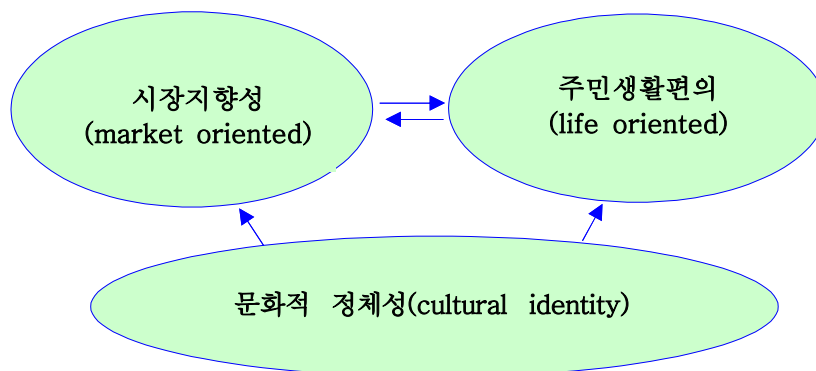 시장지향성
(market oriented)
주민생활편의
(life oriented)
문화적 정체성(cultural identity)